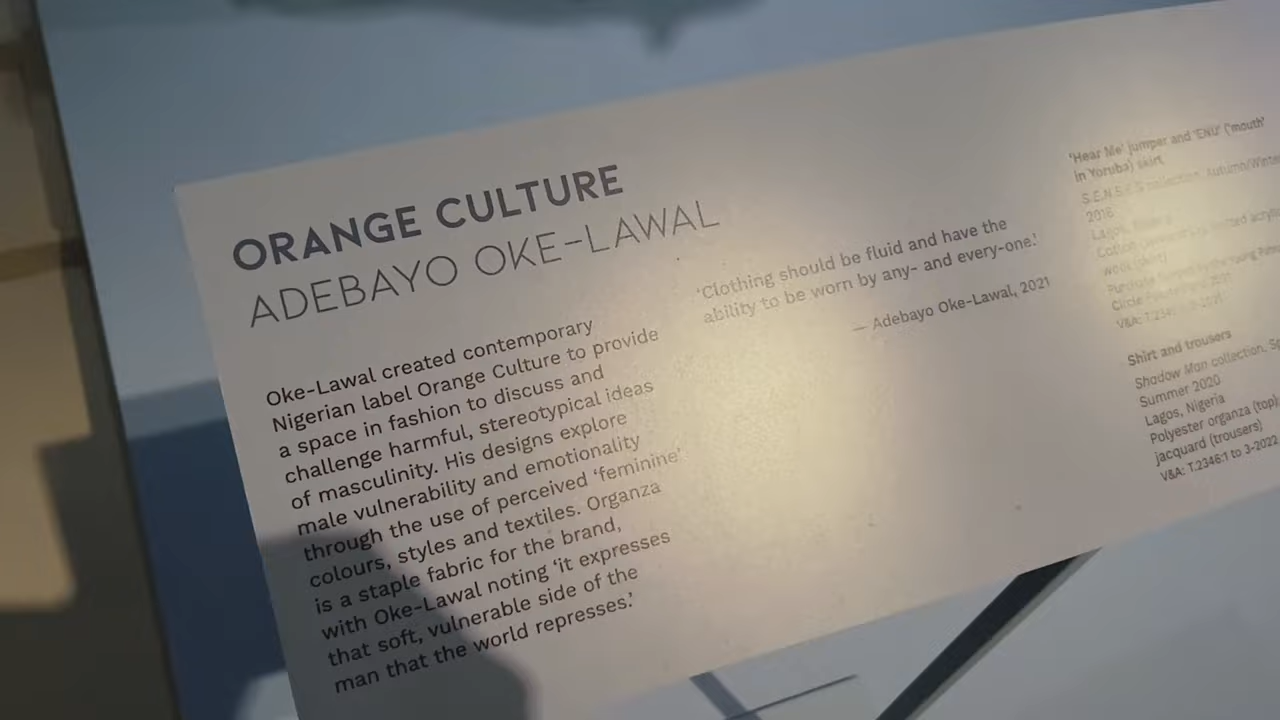 ORANGE CULTURE
ADEBAYO OKE-LAWAL
Oke-Lawal created contemporary
Nigerian label Orange Culture to provide
a space in fashion to discuss and
challenge harmful, stereotypical ideas
of masculinity. His designs explore
male vulnerability and emotionality
through the use of perceived ‘feminine’
colours, styles and textiles. Organza
is a staple fabric for the brand,
with Oke-Lawal noting ‘it expresses
that soft, vulnerable side of the
man that the world represses.’
‘Clothing should be fluid and have the
ability to be worn by any- and every-one.’
— Adebayo Oke-Lawal, 2021
‘Hear Me’ jumper and ‘ENU’ (‘mouth’
in Yoruba) skirt
collection, Autumn/Winter
2018
Shirt and trousers
Shadow Man collection,
Summer 2020
Lagos, Nigeria
Polyester organza (top)
jacquard (trousers)
V&A: T.2346:1 to 3-2022